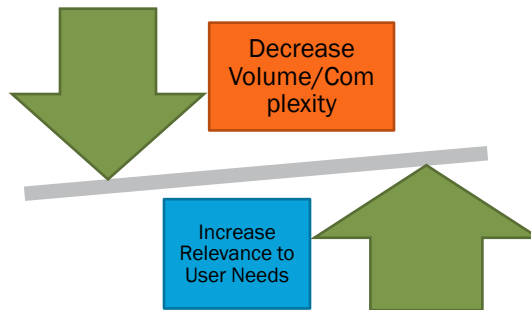 Decrease
Volume/Com
plexity
Increase
Relevance to
User Needs